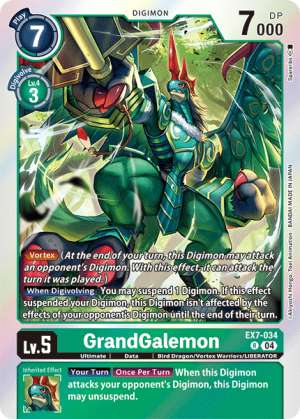 DIGIMON
Play
7
7 DP
000
Digivolve
Lv.4
3
Vortex (At the end of your turn, this Digimon may attack
an opponent's Digimon. With this effect, it can attack the
turn it was played.)
When Digivolving You may suspend 1 Digimon. If this effect
suspended your Digimon, this Digimon isn't affected by the
effects of your opponent's Digimon until the end of their turn.
EX7-034
Lv.5 GrandGalemon
R 04
Ultimate Data Bird Dragon/Vortex Warriors/LIBERATOR
Inherited Effect
Your Turn Once Per Turn When this Digimon
attacks your opponent's Digimon, this Digimon
may unsuspend.